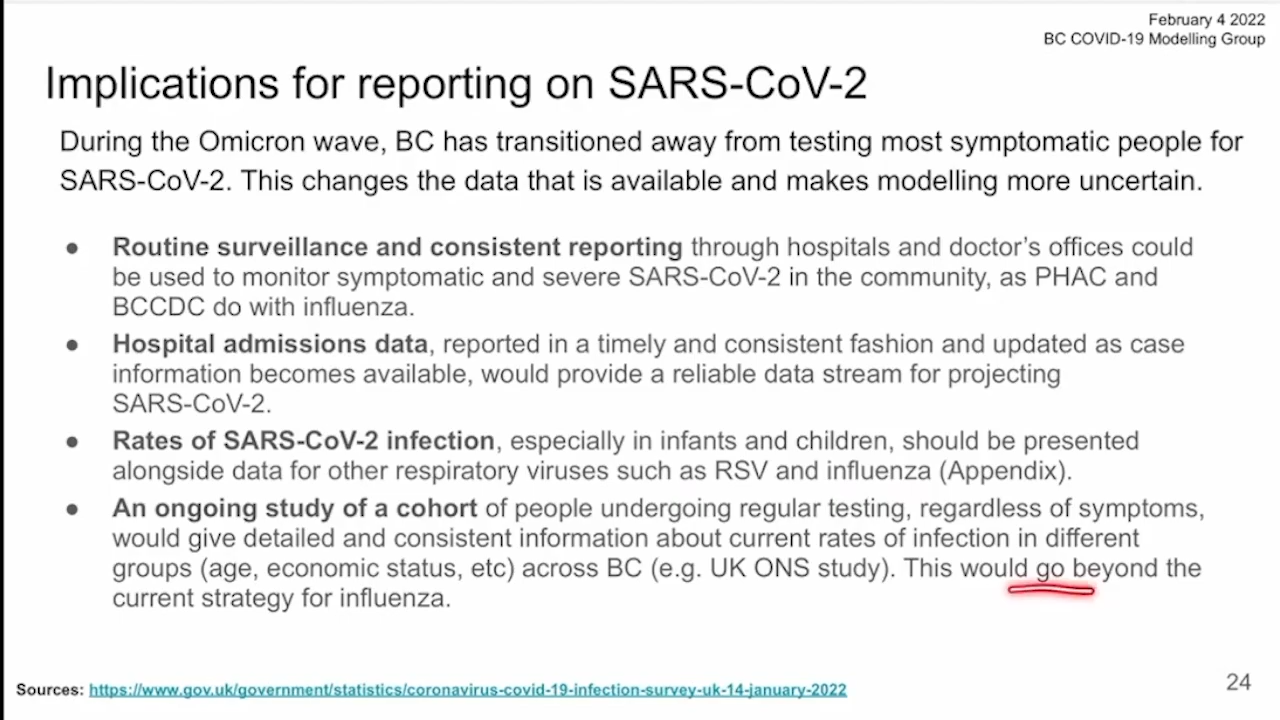 February 4 2022
BC COVID-19 Modelling Group
Implications for reporting on SARS-CoV-2
During the Omicron wave, BC has transitioned away from testing most symptomatic people for
SARS-CoV-2. This changes the data that is available and makes modelling more uncertain.
● Routine surveillance and consistent reporting through hospitals and doctor’s offices could
be used to monitor symptomatic and severe SARS-CoV-2 in the community, as PHAC and
BCCDC do with influenza.
● Hospital admissions data, reported in a timely and consistent fashion and updated as case
information becomes available, would provide a reliable data stream for projecting
SARS-CoV-2.
● Rates of SARS-CoV-2 infection, especially in infants and children, should be presented
alongside data for other respiratory viruses such as RSV and influenza (Appendix).
● An ongoing study of a cohort of people undergoing regular testing, regardless of symptoms,
would give detailed and consistent information about current rates of infection in different
groups (age, economic status, etc) across BC (e.g. UK ONS study). This would go beyond the
current strategy for influenza.
Sources: https://www.gov.uk/government/statistics/coronavirus-covid-19-infection-survey-uk-14-january-2022
24